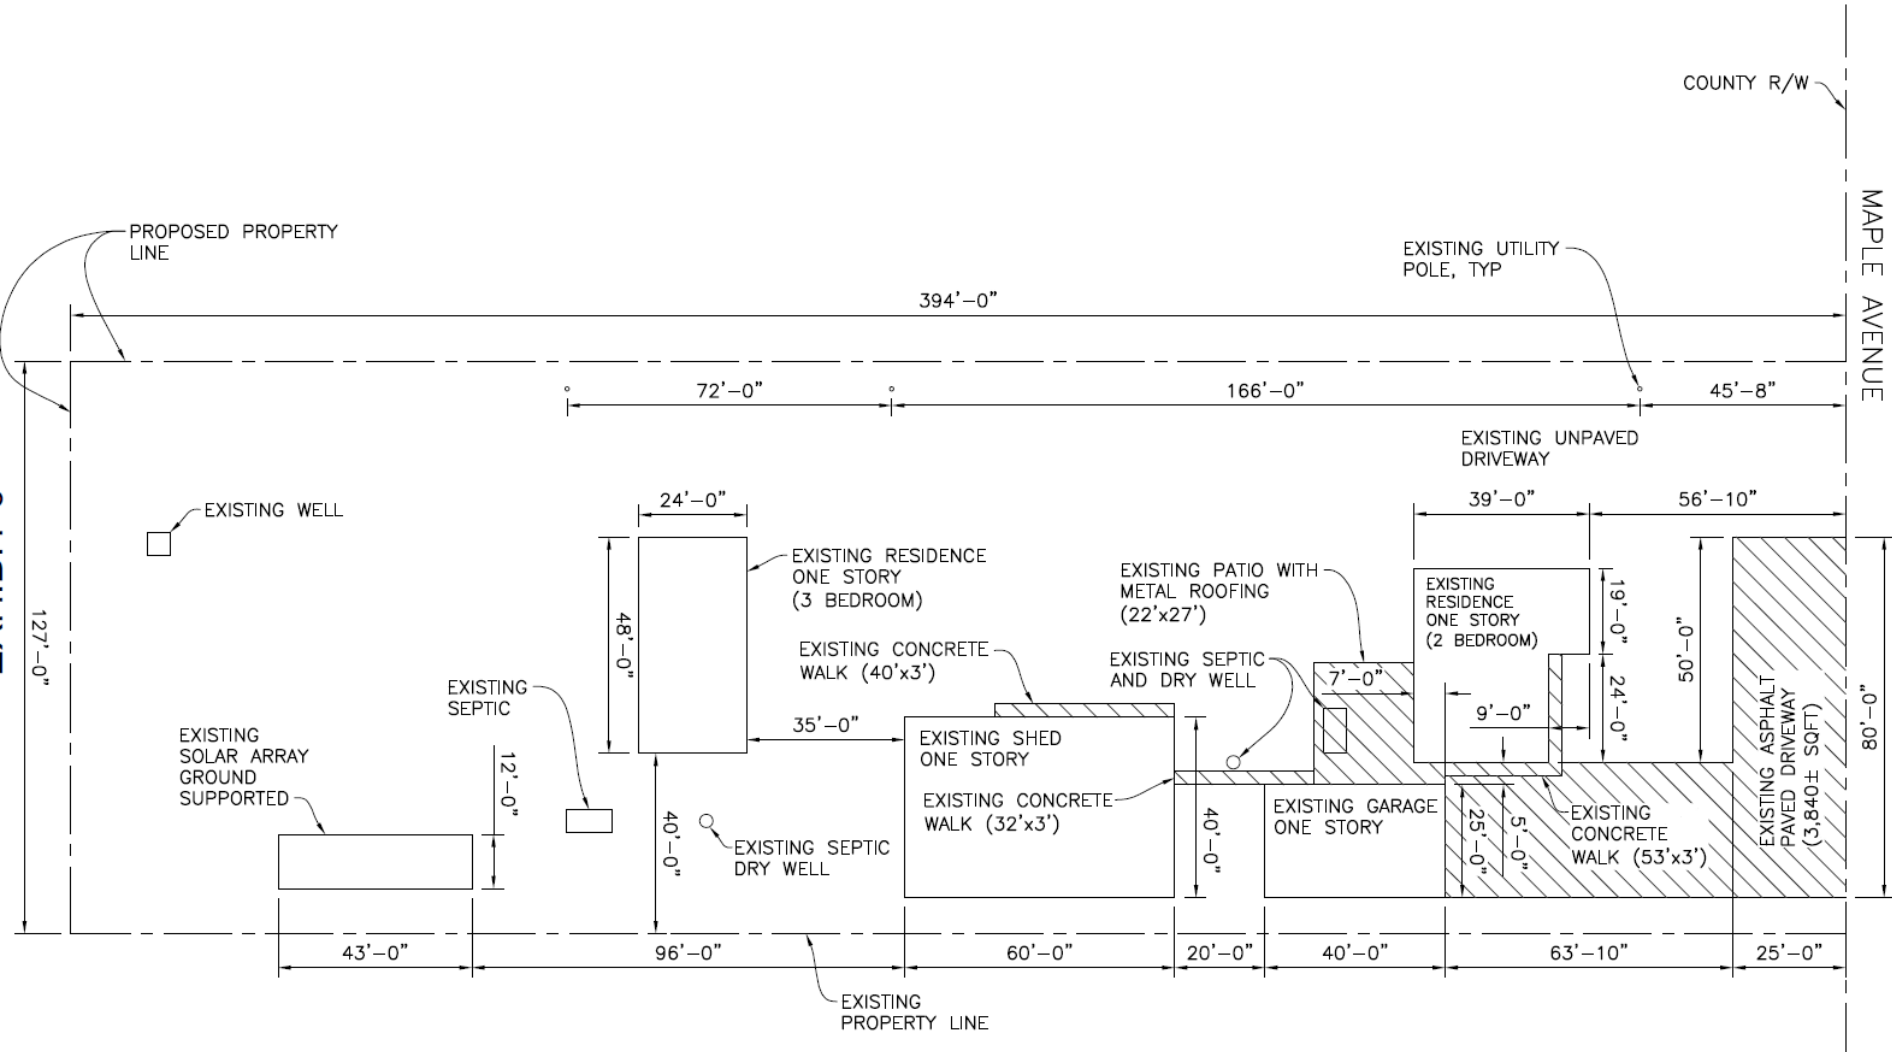 COUNTY R/W
MAPLE AVENUE
PROPOSED PROPERTY
LINE
EXISTING UTILITY
POLE, TYP
394'-0"
72'-0"
166'-0"
45'-8"
EXISTING UNPAVED
DRIVEWAY
24'-0"
39'-0"
56'-10"
EXISTING WELL
EXISTING RESIDENCE
ONE STORY
(3 BEDROOM)
EXISTING PATIO WITH
METAL ROOFING
(22'x27')
EXISTING
RESIDENCE
ONE STORY
(2 BEDROOM)
19'-0"
127'-0"
48'-0"
EXISTING CONCRETE
WALK (40'x3')
EXISTING SEPTIC
AND DRY WELL
7'-0"
50'-0"
24'-0"
9'-0"
80'-0"
EXISTING ASPHALT
PAVED DRIVEWAY
(3,840± SQFT)
EXISTING
SEPTIC
35'-0"
EXISTING SHED
ONE STORY
EXISTING
SOLAR ARRAY
GROUND
SUPPORTED
12'-0"
EXISTING CONCRETE
WALK (32'x3')
EXISTING GARAGE
ONE STORY
40'-0"
40'-0"
25'-0"
5'-0"
EXISTING
CONCRETE
WALK (53'x3')
EXISTING SEPTIC
DRY WELL
43'-0"
96'-0"
60'-0"
20'-0"
40'-0"
63'-10"
25'-0"
EXISTING
PROPERTY LINE